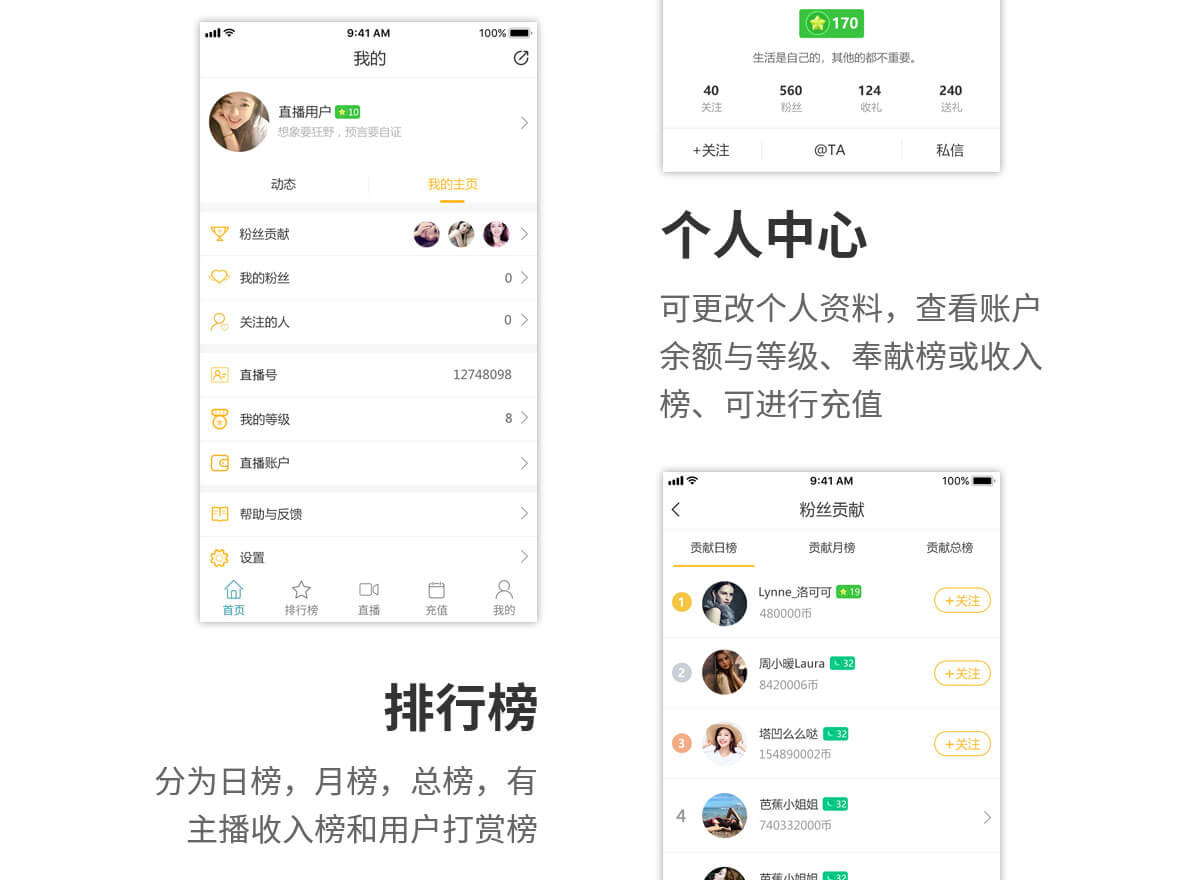 9:41 AM
100%
我的
直播用户
10
想象要狂野，预言要自证
动态
我的主页
粉丝贡献
我的粉丝
0
关注的人
0
直播号
12748098
我的等级
8
直播账户
帮助与反馈
设置
首页
排行榜
直播
充值
我的
排行榜
分为日榜，月榜，总榜，有
主播收入榜和用户打赏榜
170
生活是自己的，其他的都不重要。
40
560
124
240
关注
粉丝
收礼
送礼
+关注
@TA
私信
个人中心
可更改个人资料，查看账户
余额与等级、奉献榜或收入
榜、可进行充值
9:41 AM
100%
粉丝贡献
贡献日榜
贡献月榜
贡献总榜
1
Lynne_洛可可
19
480000币
+关注
2
周小暖Laura
32
8420006币
+关注
3
塔凹么么哒
32
154890002币
+关注
4
芭蕉小姐姐
32
740332000币
芭蕉小姐姐
32